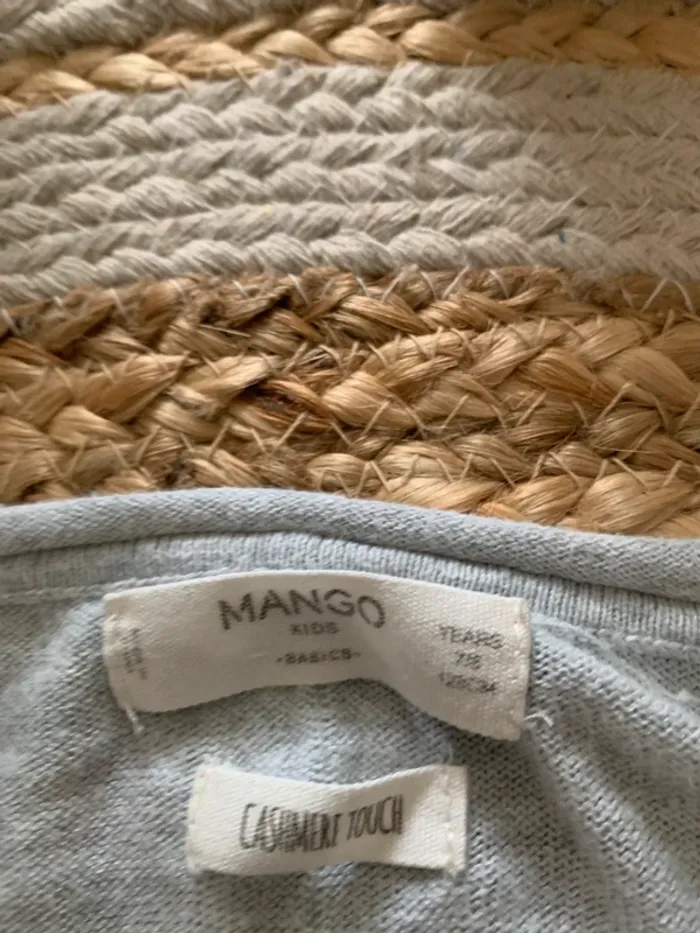 MANGO
KIDS
-BASICS-
YEARS
7/8
CASHMERE TOUCH